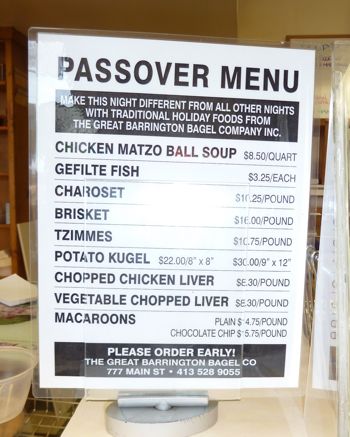 PASSOVER MENU
MAKE THIS NIGHT DIFFERENT FROM ALL OTHER NIGHTS
WITH TRADITIONAL HOLIDAY FOODS FROM
THE GREAT BARRINGTON BAGEL COMPANY INC.
CHICKEN MATZO BALL SOUP $8.50/QUART
GEFILTE FISH $3.25/EACH
CHAROSET $10.25/POUND
BRISKET $16.00/POUND
TZIMMES $10.75/POUND
POTATO KUGEL $22.00/8" x 8" $30.00/9" x 12"
CHOPPED CHICKEN LIVER $8.30/POUND
VEGETABLE CHOPPED LIVER $8.30/POUND
MACAROONS PLAIN $14.75/POUND
CHOCOLATE CHIP $15.75/POUND
PLEASE ORDER EARLY!
THE GREAT BARRINGTON BAGEL CO
777 MAIN ST • 413 528 9055